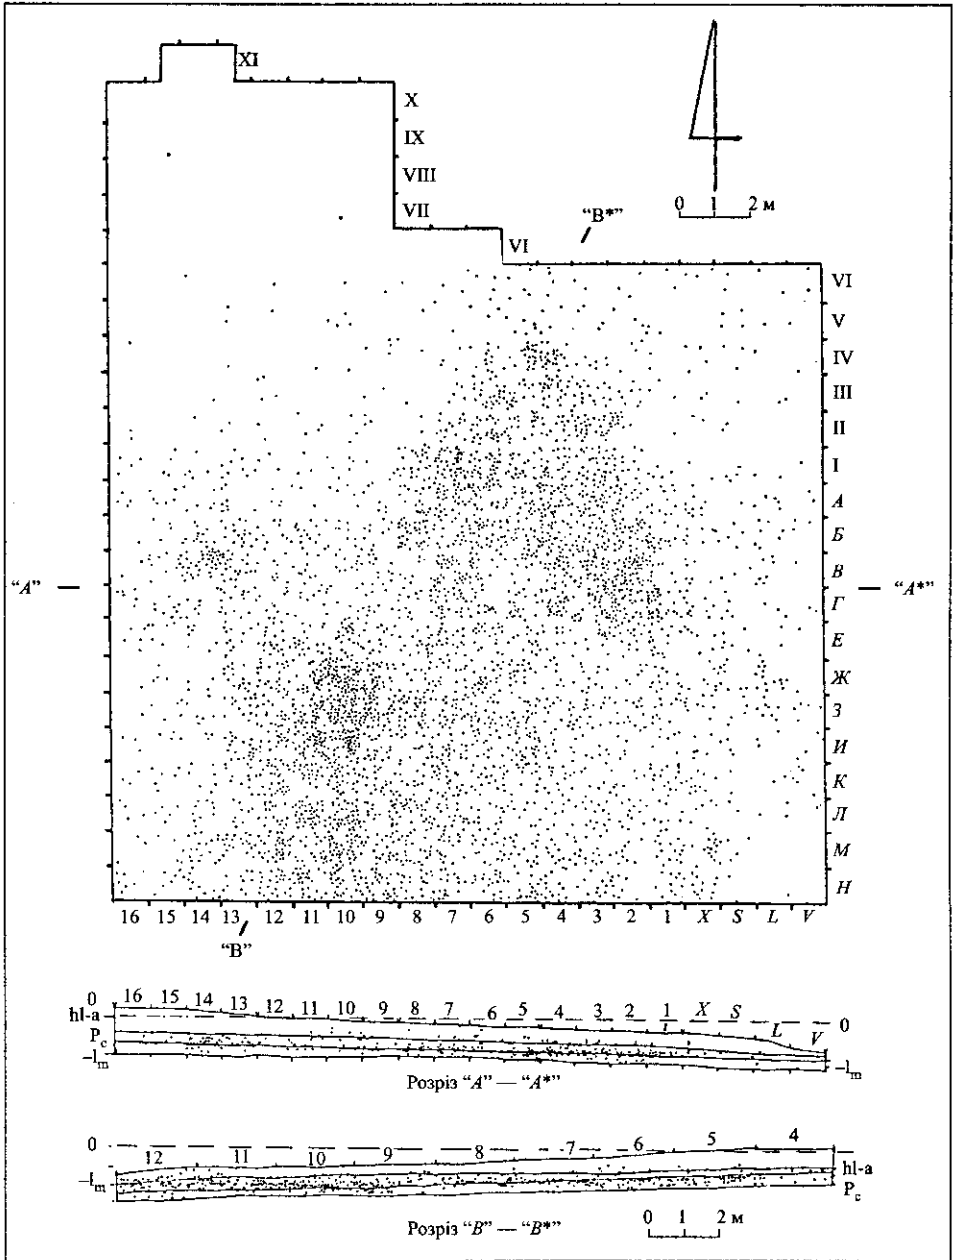 XI
X
IX
VIII
VII
0 1 2 м
“В*”
VI
VI
V
IV
III
II
I
А
Б
“А” — — “А*”
В
Г
Е
Ж
З
И
К
Л
М
Н
16 15 14 13 12 11 10 9 8 7 6 5 4 3 2 1 X S L V
“В”
0 16 15 14 13 12 11 10 9 8 7 6 5 4 3 2 1 X S L V 0
hl-a
Pc
–1m –1m
Розріз “А” — “А*”
0 12 11 10 9 8 7 6 5 4
–1m hl-a
Pc
Розріз “В” — “В*”
0 1 2 м